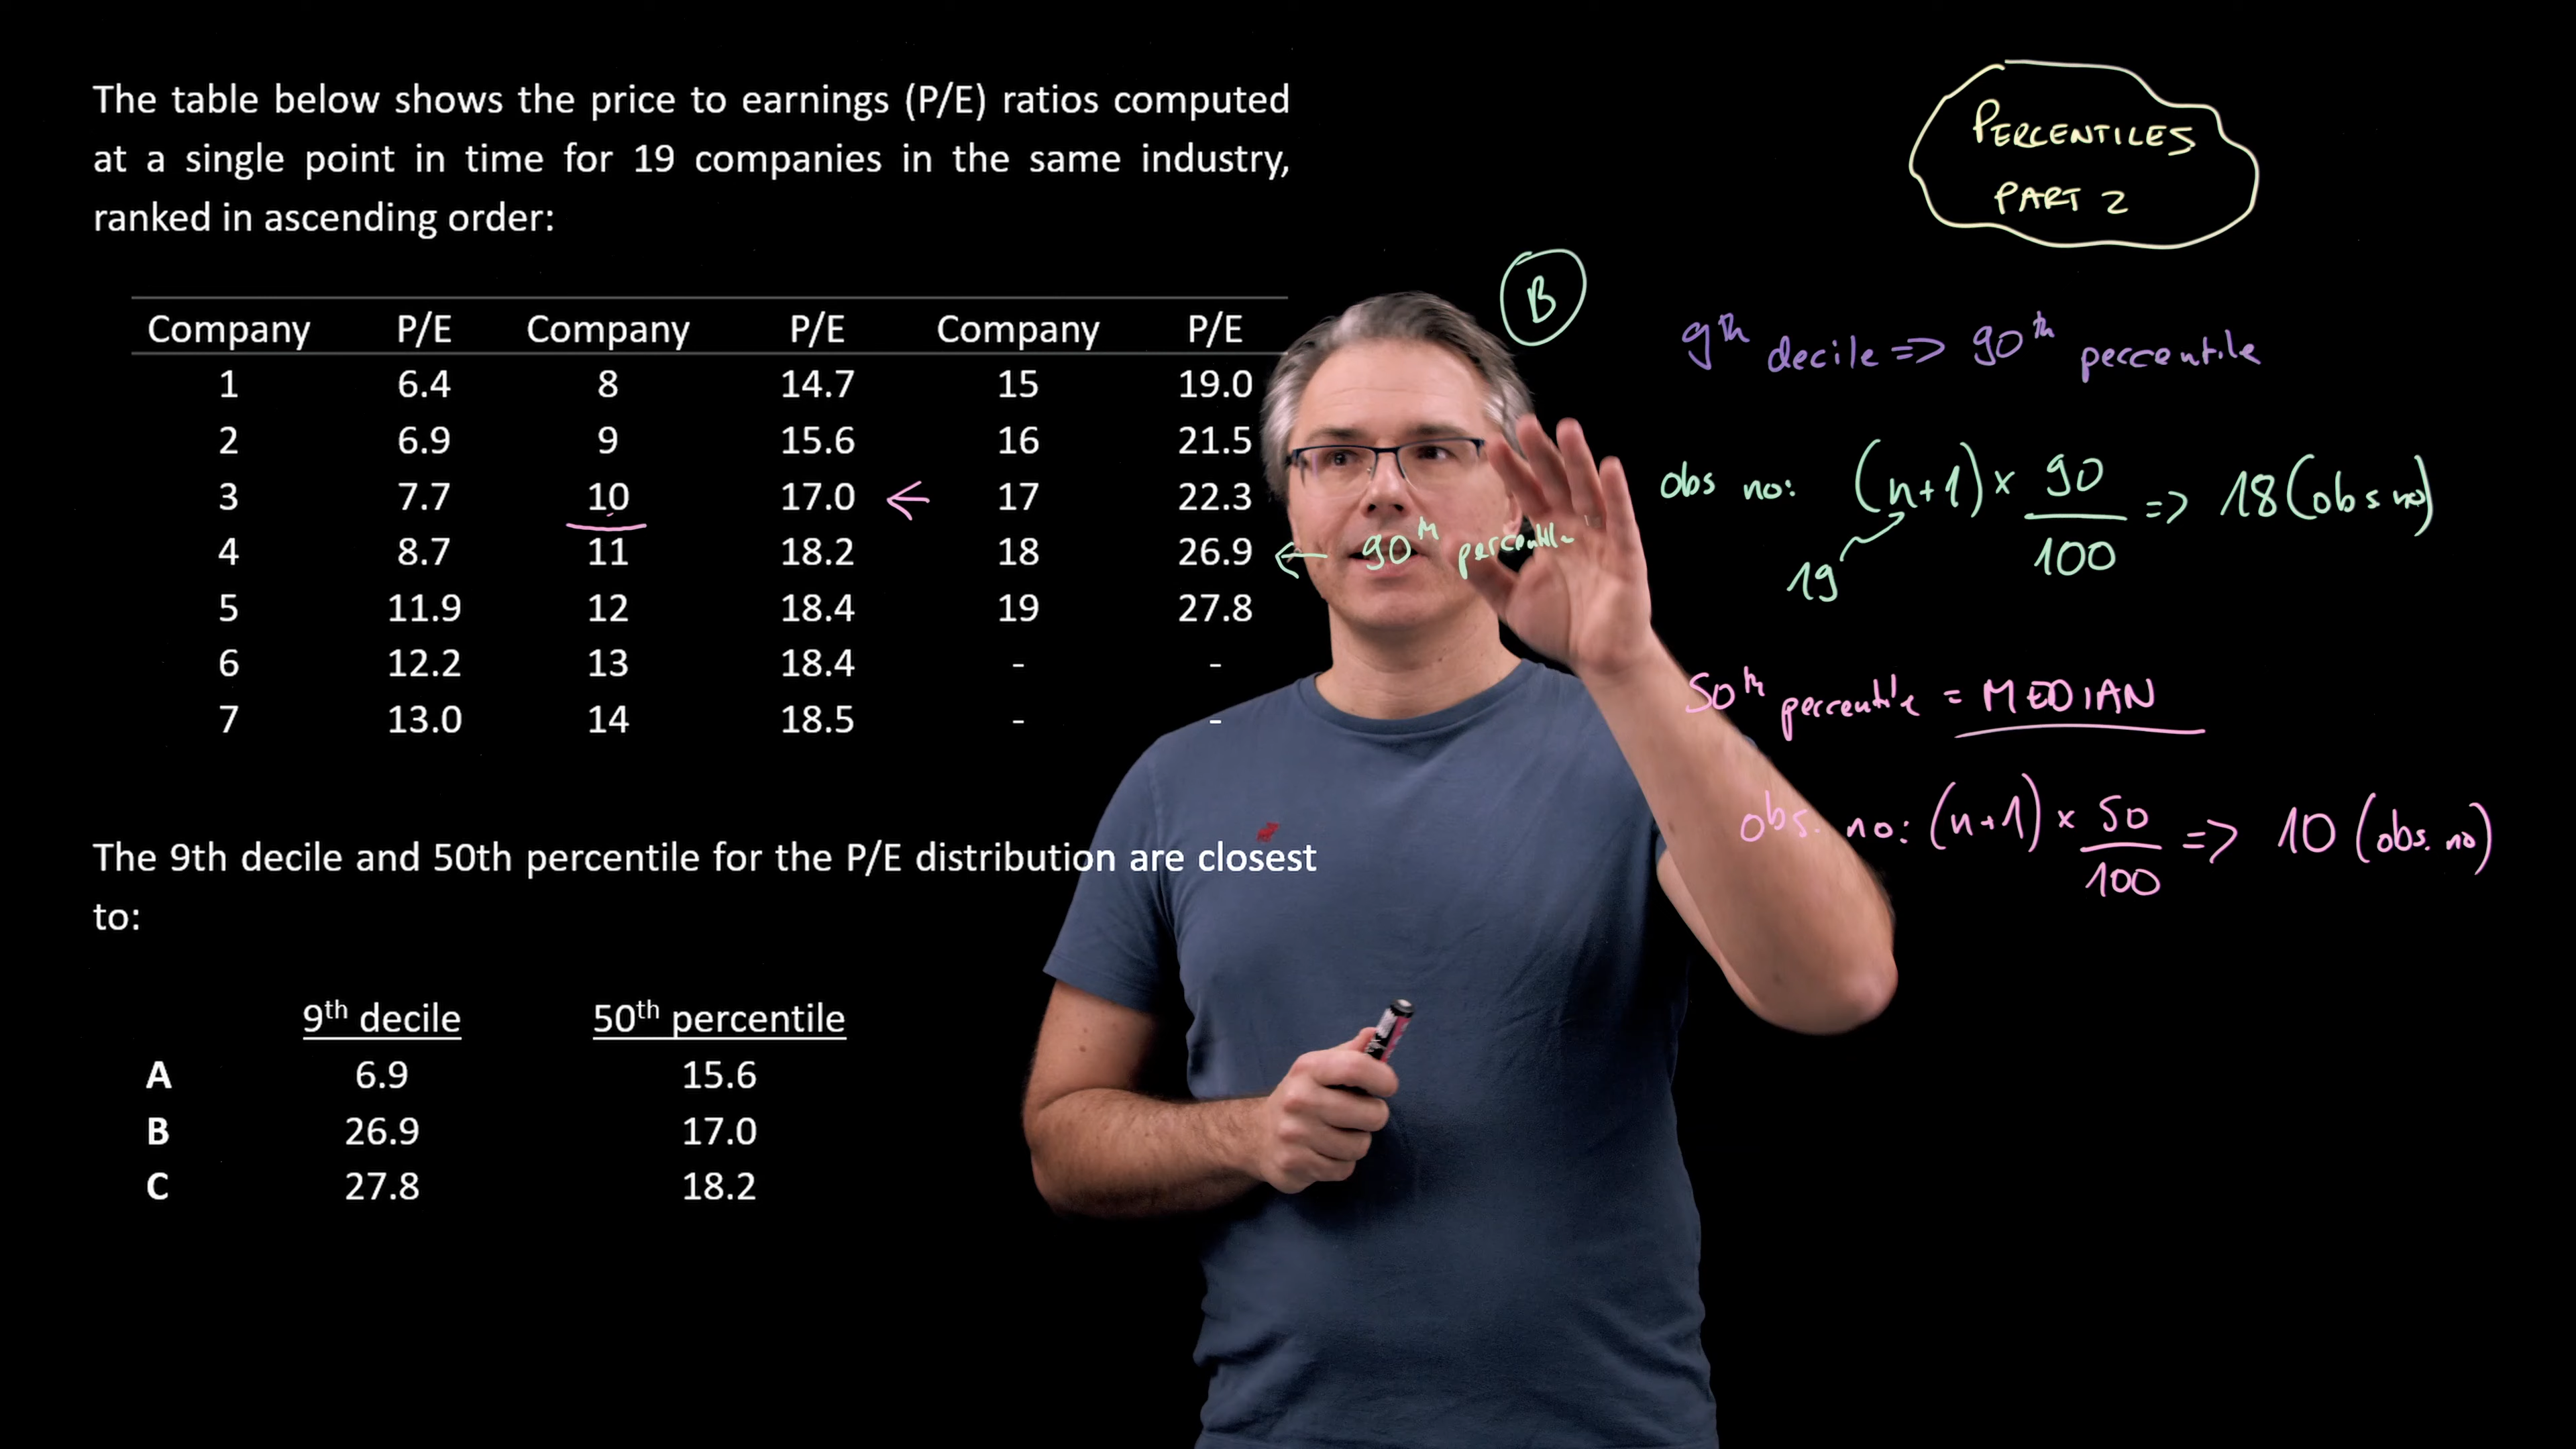 The table below shows the price to earnings (P/E) ratios computed
at a single point in time for 19 companies in the same industry,
ranked in ascending order:
Company P/E Company P/E Company P/E
1 6.4 8 14.7 15 19.0
2 6.9 9 15.6 16 21.5
3 7.7 10 17.0 17 22.3
4 8.7 11 18.2 18 26.9
5 11.9 12 18.4 19 27.8
6 12.2 13 18.4 - -
7 13.0 14 18.5 - -
The 9th decile and 50th percentile for the P/E distribution are closest
to:
9th decile 50th percentile
A 6.9 15.6
B 26.9 17.0
C 27.8 18.2
B
← 90th percentile
PERCENTILES
PART 2
9th decile => 90th percentile
obs no: (n+1) × 90/100 => 18 (obs no)
19
50th percentile = MEDIAN
obs. no: (n+1) × 50/100 => 10 (obs. no)